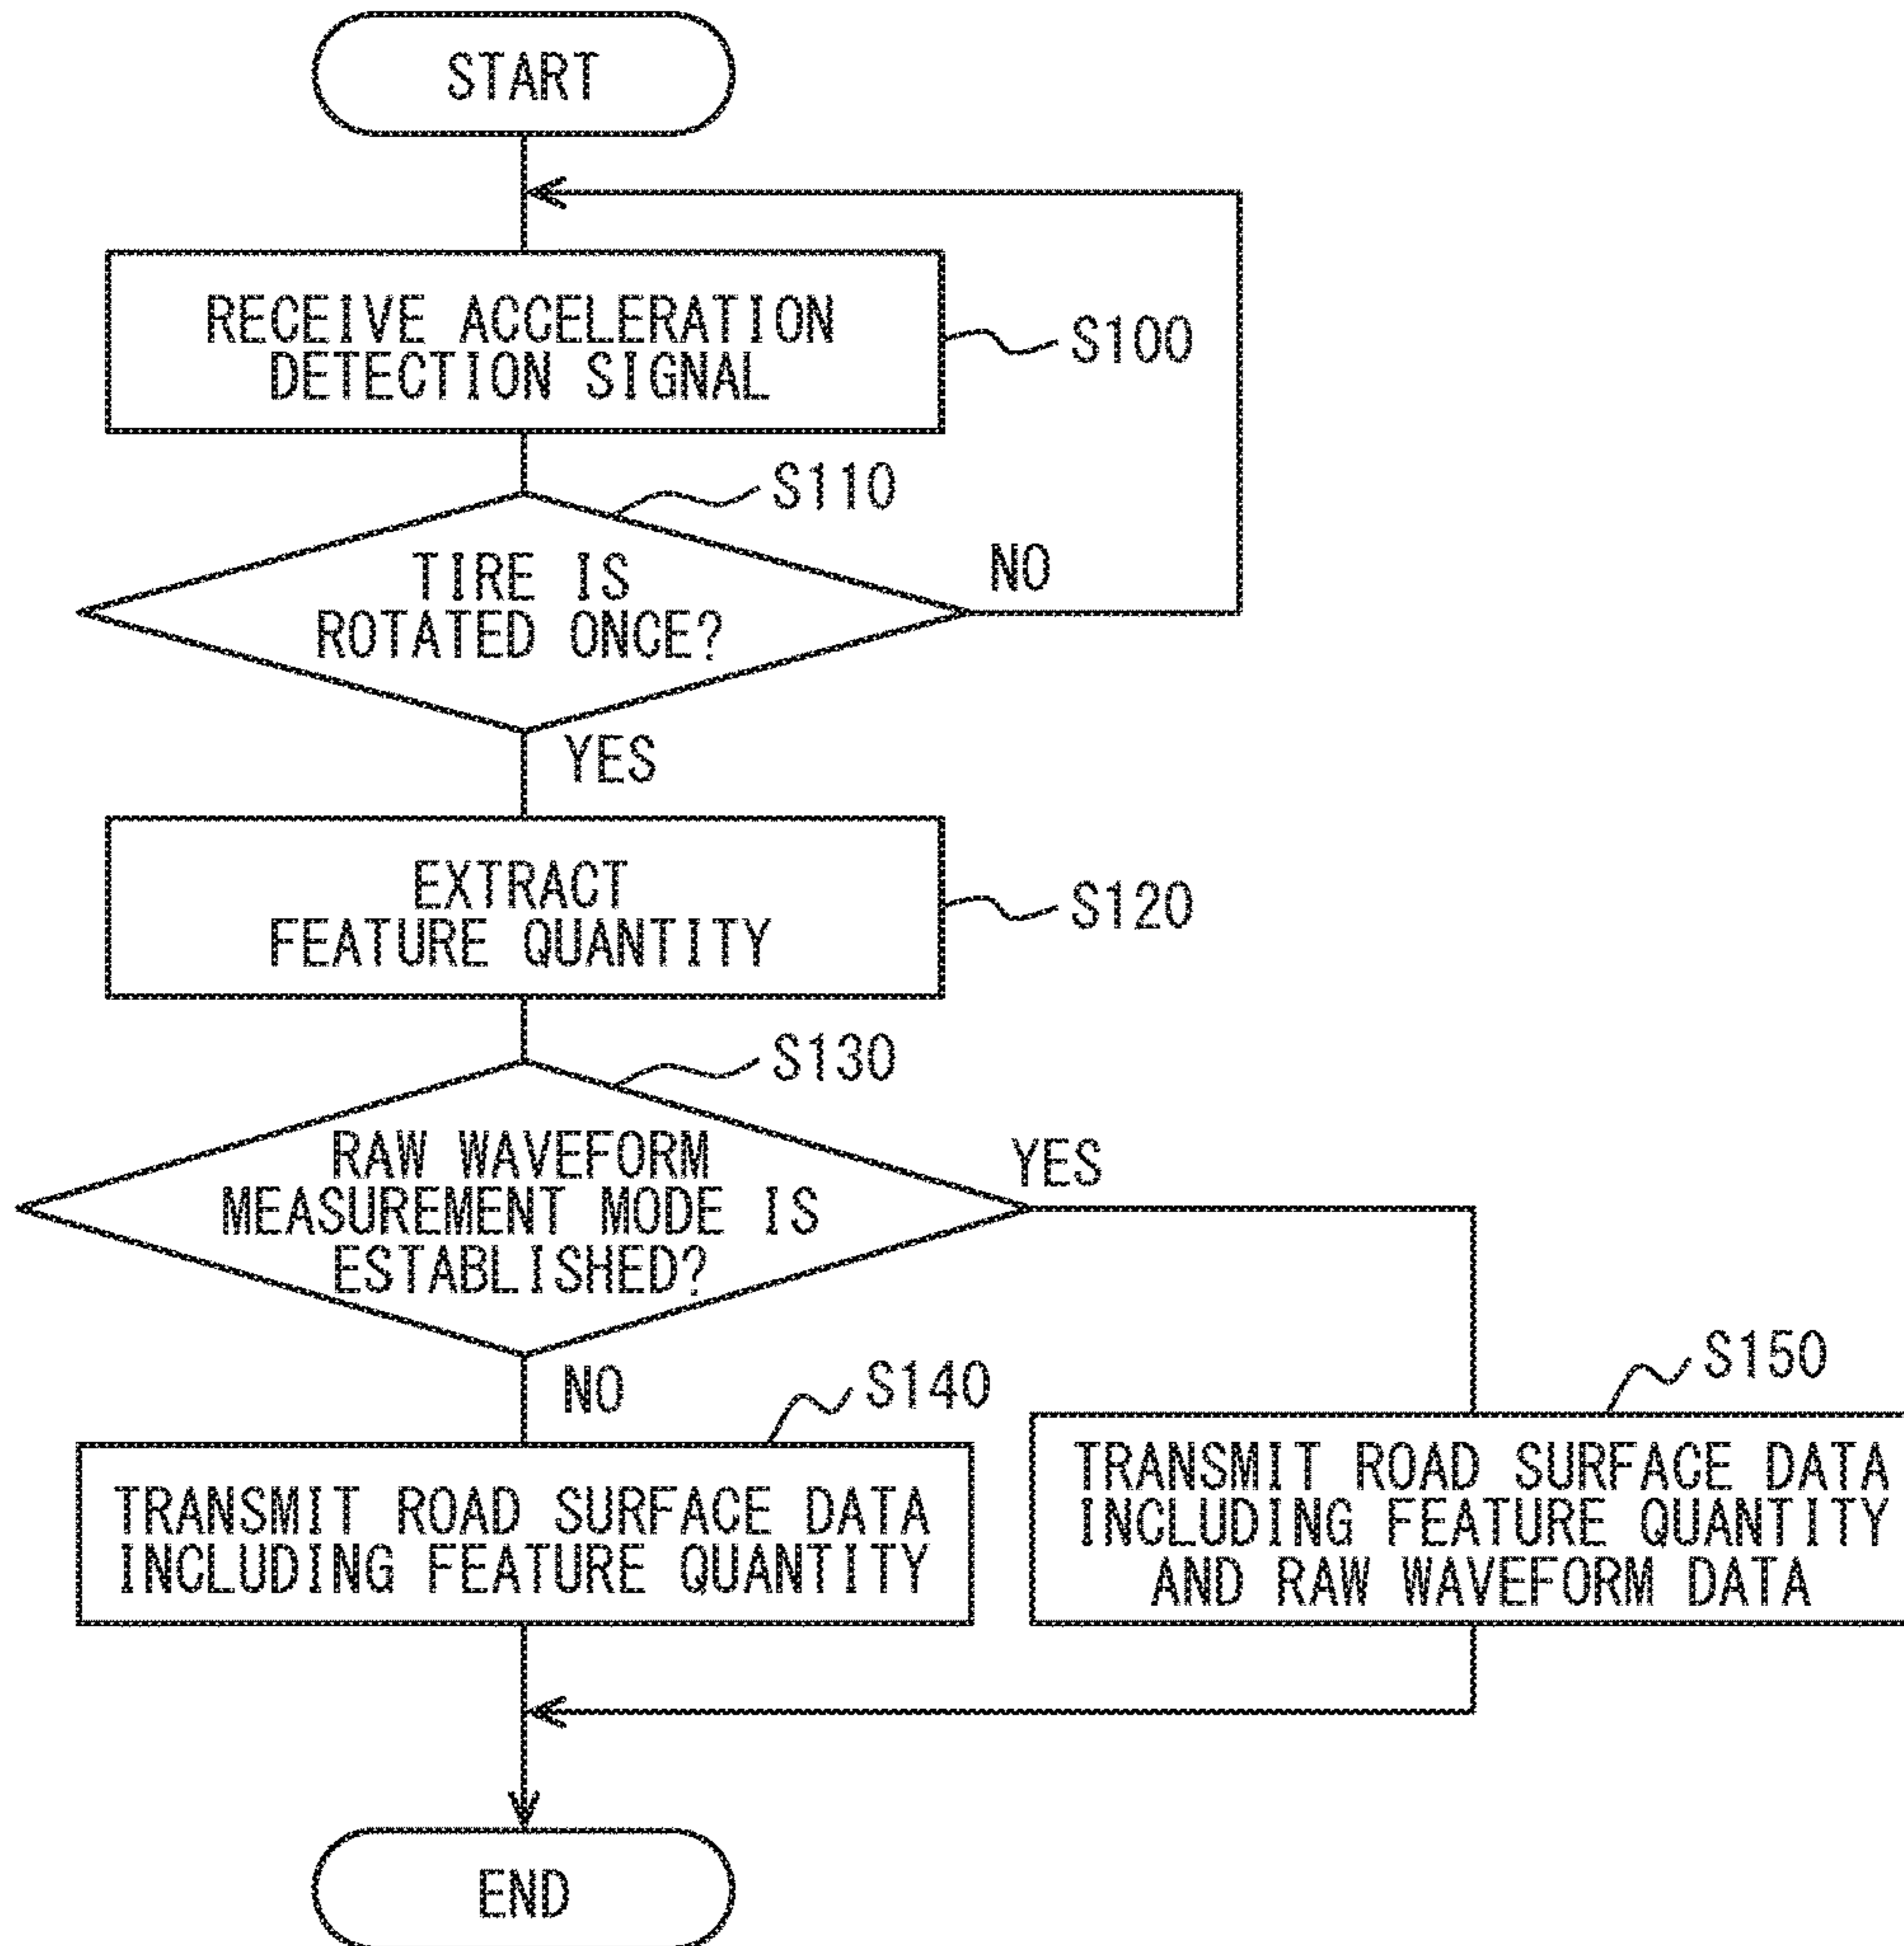 START
RECEIVE ACCELERATION
DETECTION SIGNAL
S100
S110
TIRE IS
ROTATED ONCE?
NO
YES
EXTRACT
FEATURE QUANTITY
S120
S130
RAW WAVEFORM
MEASUREMENT MODE IS
ESTABLISHED?
YES
NO
S140
TRANSMIT ROAD SURFACE DATA
INCLUDING FEATURE QUANTITY
S150
TRANSMIT ROAD SURFACE DATA
INCLUDING FEATURE QUANTITY
AND RAW WAVEFORM DATA
END